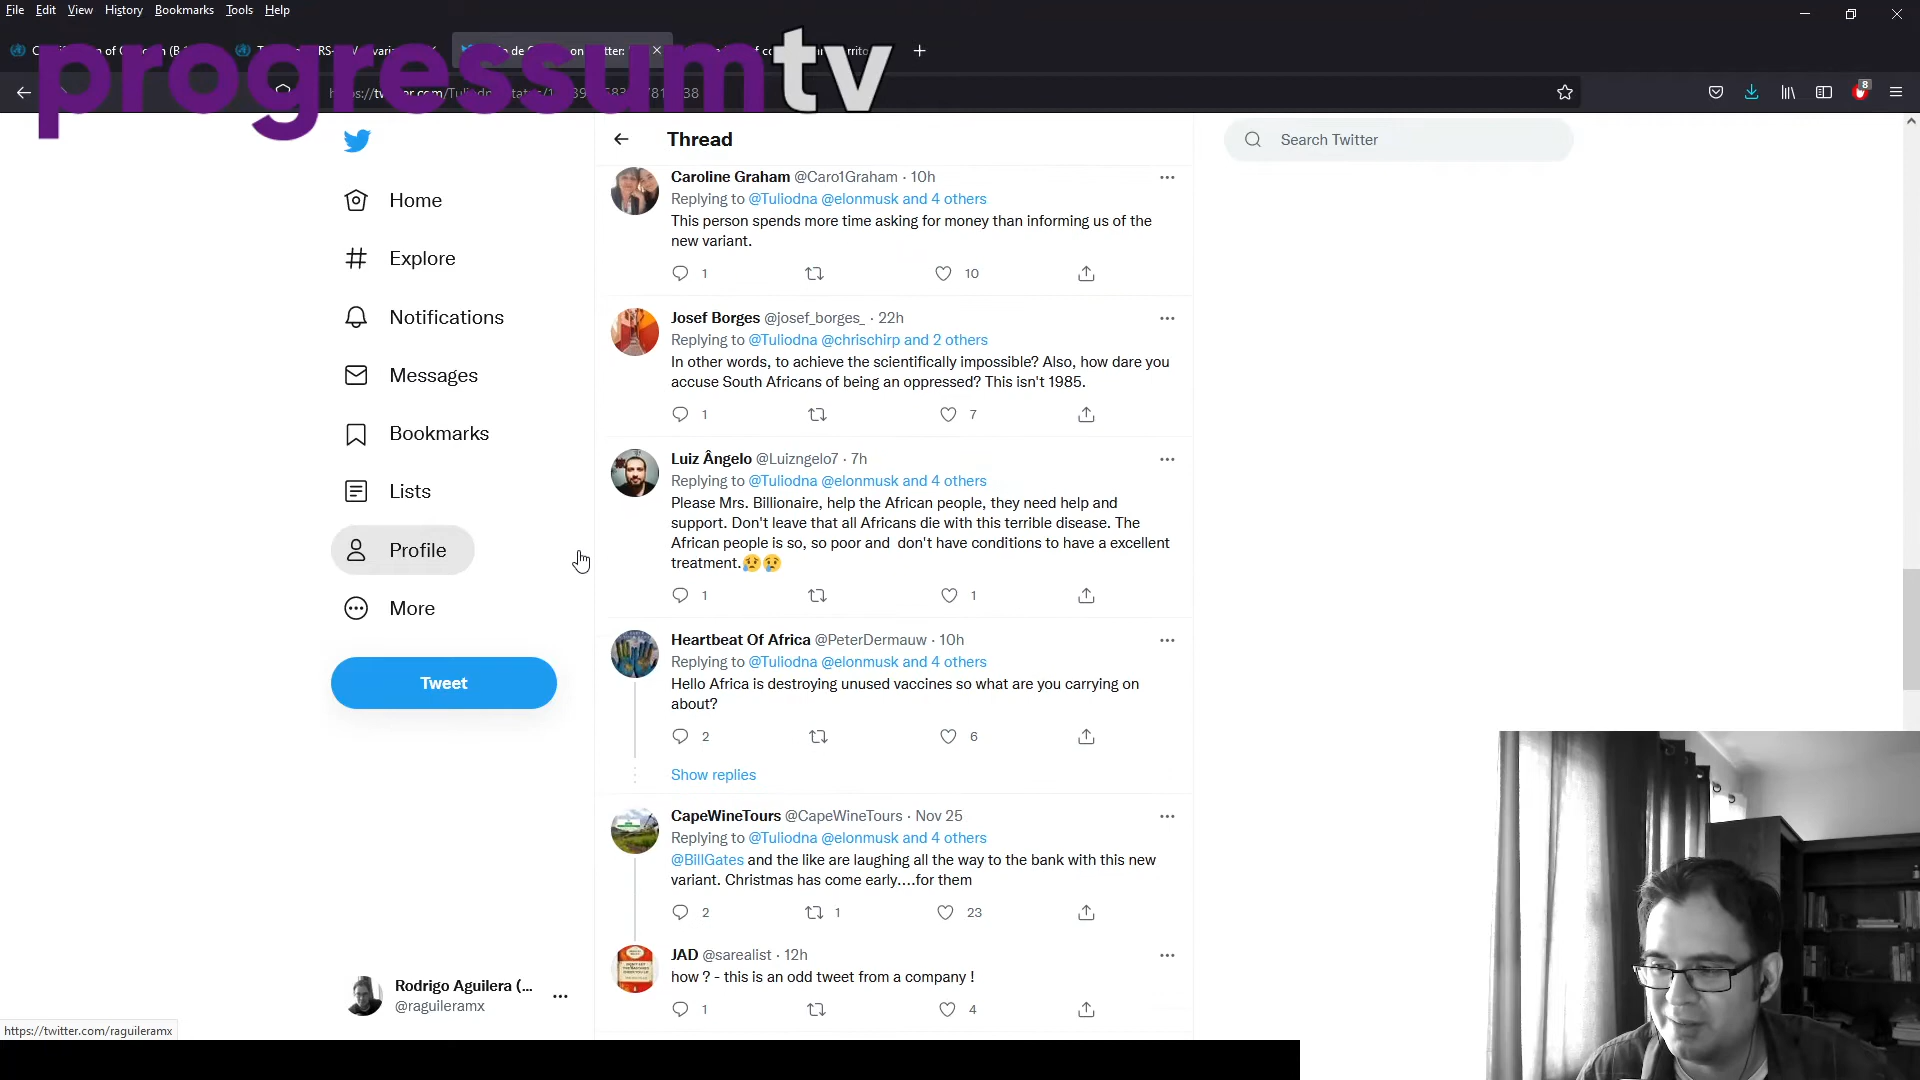 File Edit View History Bookmarks Tools Help
progressumtv
Thread
Search Twitter
Home
Explore
Notifications
Messages
Bookmarks
Lists
Profile
More
Tweet
Rodrigo Aguilera (...
@raguileramx
https://twitter.com/raguileramx
Caroline Graham @Caro1Graham · 10h
Replying to @Tuliodna @elonmusk and 4 others
This person spends more time asking for money than informing us of the
new variant.
1 10
Josef Borges @josef_borges_ · 22h
Replying to @Tuliodna @chrischirp and 2 others
In other words, to achieve the scientifically impossible? Also, how dare you
accuse South Africans of being an oppressed? This isn't 1985.
1 7
Luiz Ângelo @Luizngelo7 · 7h
Replying to @Tuliodna @elonmusk and 4 others
Please Mrs. Billionaire, help the African people, they need help and
support. Don't leave that all Africans die with this terrible disease. The
African people is so, so poor and don't have conditions to have a excellent
treatment.😥😢
1 1
Heartbeat Of Africa @PeterDermauw · 10h
Replying to @Tuliodna @elonmusk and 4 others
Hello Africa is destroying unused vaccines so what are you carrying on
about?
2 6
Show replies
CapeWineTours @CapeWineTours · Nov 25
Replying to @Tuliodna @elonmusk and 4 others
@BillGates and the like are laughing all the way to the bank with this new
variant. Christmas has come early....for them
2 1 23
JAD @sarealist · 12h
how ? - this is an odd tweet from a company !
1 4
8